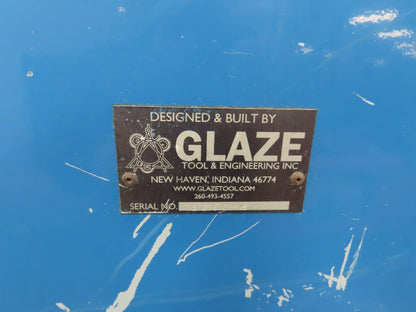 DESIGNED & BUILT BY
GLAZE
TOOL & ENGINEERING INC
NEW HAVEN, INDIANA 46774
WWW.GLAZETOOL.COM
260-493-4557
SERIAL NO.